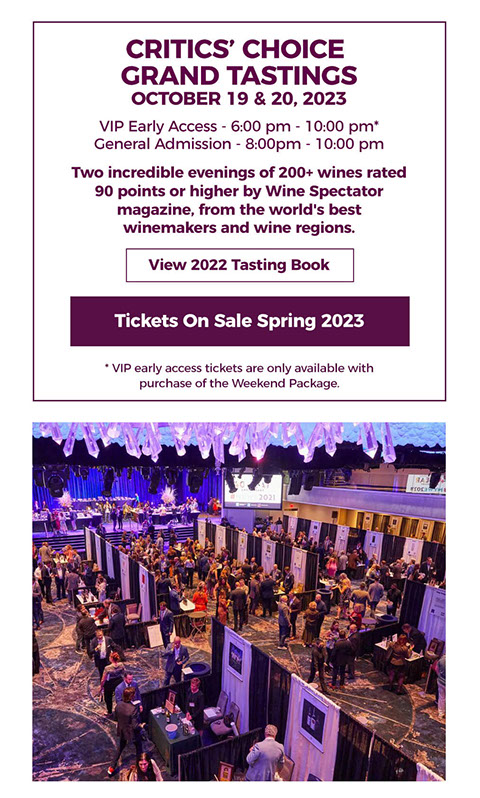 CRITICS' CHOICE
GRAND TASTINGS
OCTOBER 19 & 20, 2023
VIP Early Access - 6:00 pm - 10:00 pm*
General Admission - 8:00pm - 10:00 pm
Two incredible evenings of 200+ wines rated
90 points or higher by Wine Spectator
magazine, from the world's best
winemakers and wine regions.
View 2022 Tasting Book
Tickets On Sale Spring 2023
* VIP early access tickets are only available with
purchase of the Weekend Package.
2021